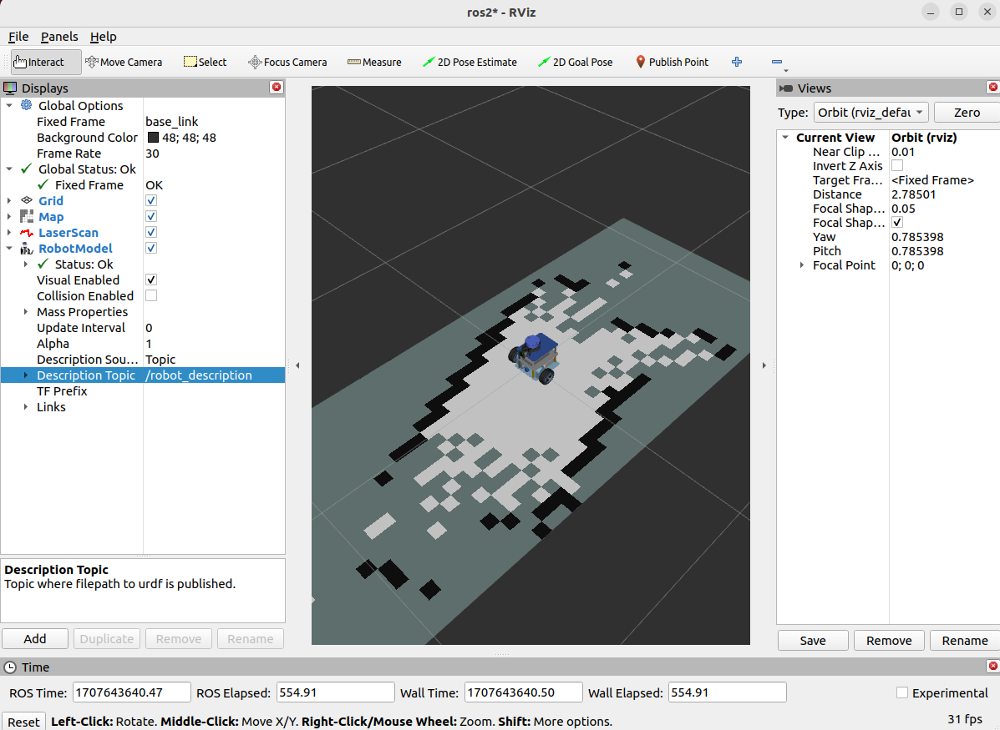 ros2* - RViz
File Panels Help
Interact Move Camera Select Focus Camera Measure 2D Pose Estimate 2D Goal Pose Publish Point
Displays
Global Options
Fixed Frame base_link
Background Color 48; 48; 48
Frame Rate 30
Global Status: Ok
Fixed Frame OK
Grid
Map
LaserScan
RobotModel
Status: Ok
Visual Enabled
Collision Enabled
Mass Properties
Update Interval 0
Alpha 1
Description Sou... Topic
Description Topic /robot_description
TF Prefix
Links
Description Topic
Topic where filepath to urdf is published.
Add Duplicate Remove Rename
Views
Type: Orbit (rviz_defau Zero
Current View Orbit (rviz)
Near Clip ... 0.01
Invert Z Axis
Target Fra... <Fixed Frame>
Distance 2.78501
Focal Shap... 0.05
Focal Shap...
Yaw 0.785398
Pitch 0.785398
Focal Point 0; 0; 0
Save Remove Rename
Time
ROS Time: 1707643640.47 ROS Elapsed: 554.91 Wall Time: 1707643640.50 Wall Elapsed: 554.91 Experimental
Reset Left-Click: Rotate. Middle-Click: Move X/Y. Right-Click/Mouse Wheel: Zoom. Shift: More options. 31 fps